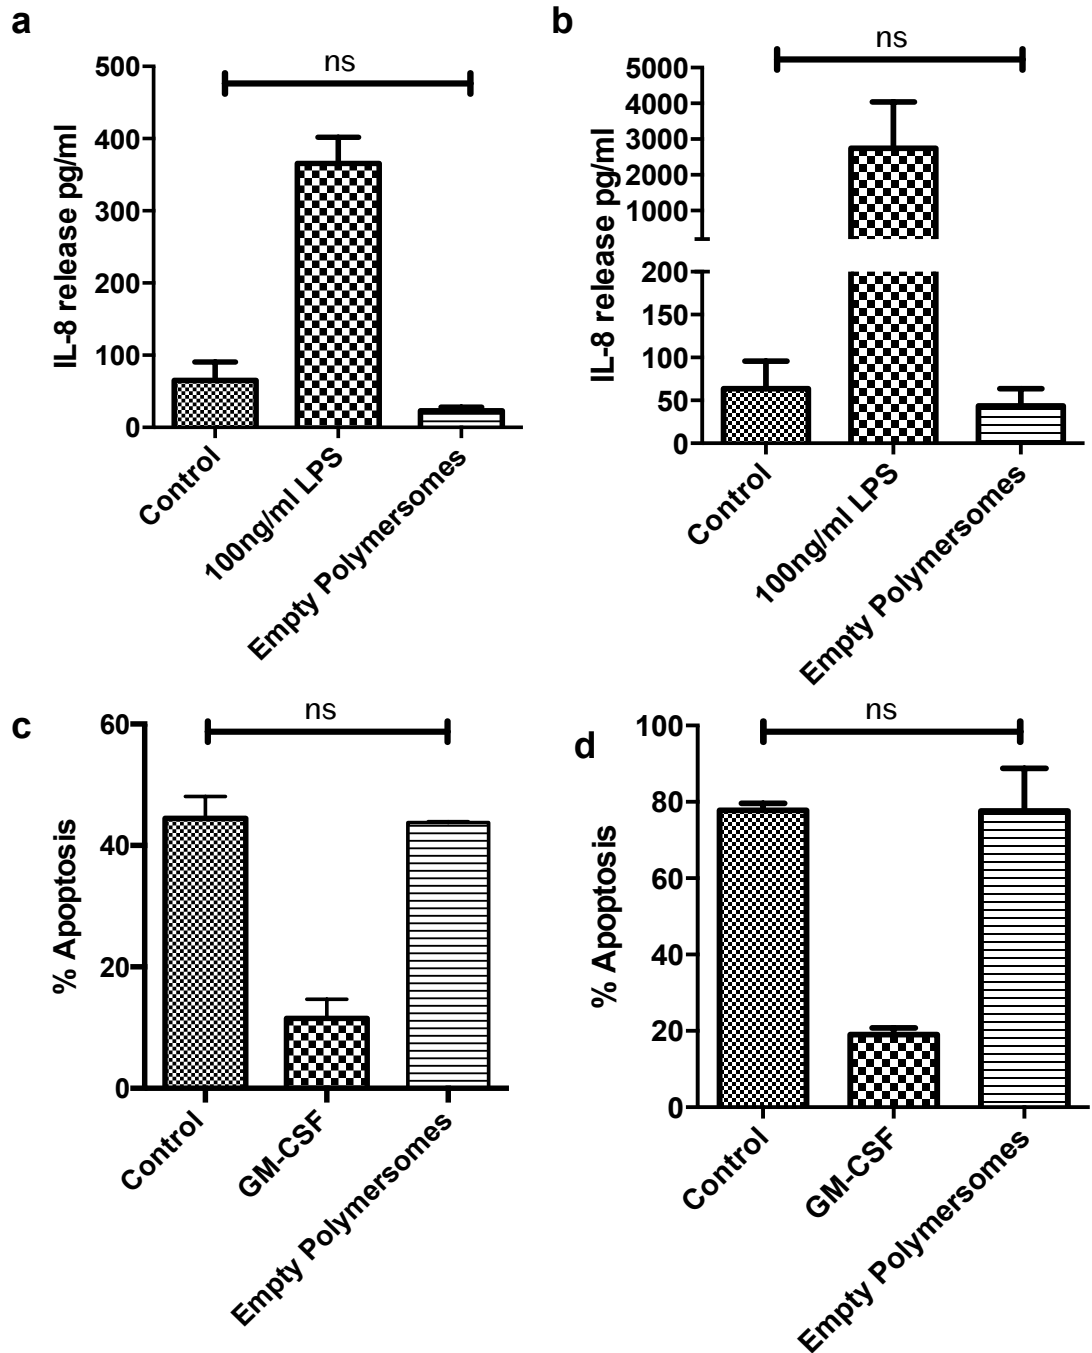 a
ns
500
400
300
200
100
0
IL-8 release pg/ml
Control
100ng/ml LPS
Empty Polymersomes
b
ns
5000
4000
3000
2000
1000
200
150
100
50
0
IL-8 release pg/ml
Control
100ng/ml LPS
Empty Polymersomes
c
ns
60
40
20
0
% Apoptosis
Control
GM-CSF
Empty Polymersomes
d
ns
100
80
60
40
20
0
% Apoptosis
Control
GM-CSF
Empty Polymersomes